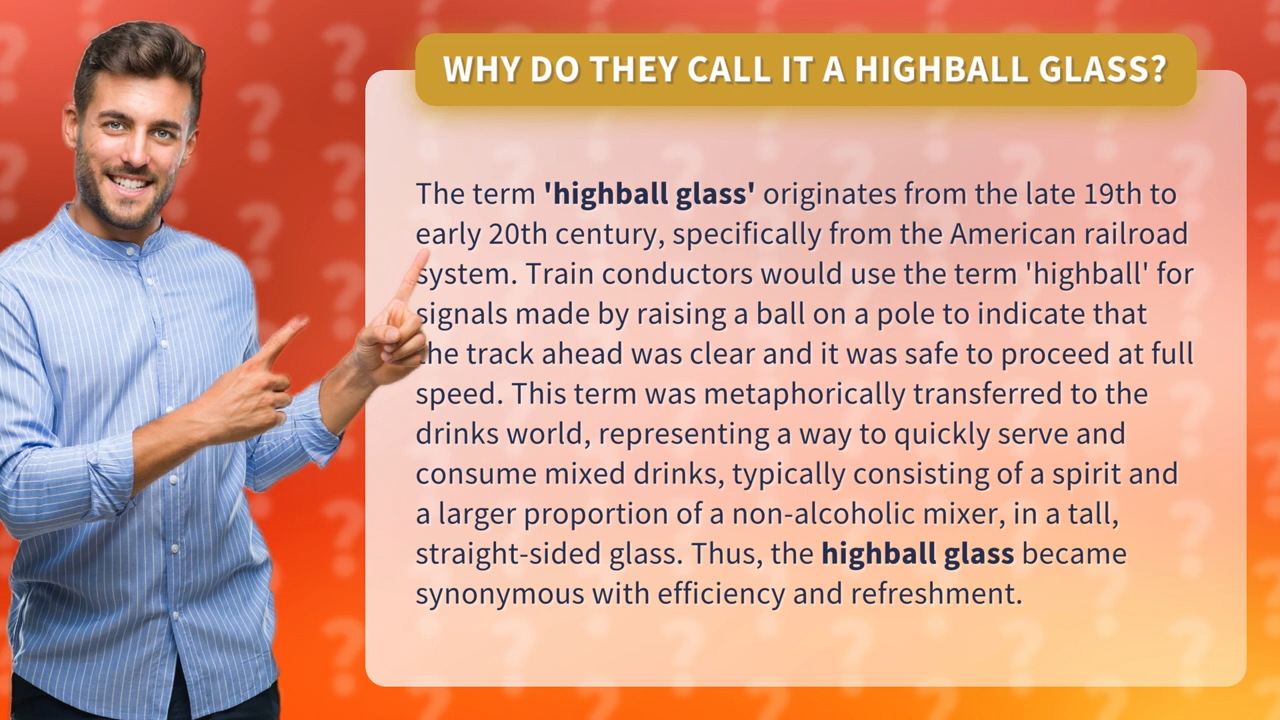 WHY DO THEY CALL IT A HIGHBALL GLASS?
The term 'highball glass' originates from the late 19th to
early 20th century, specifically from the American railroad
system. Train conductors would use the term 'highball' for
signals made by raising a ball on a pole to indicate that
the track ahead was clear and it was safe to proceed at full
speed. This term was metaphorically transferred to the
drinks world, representing a way to quickly serve and
consume mixed drinks, typically consisting of a spirit and
a larger proportion of a non-alcoholic mixer, in a tall,
straight-sided glass. Thus, the highball glass became
synonymous with efficiency and refreshment.